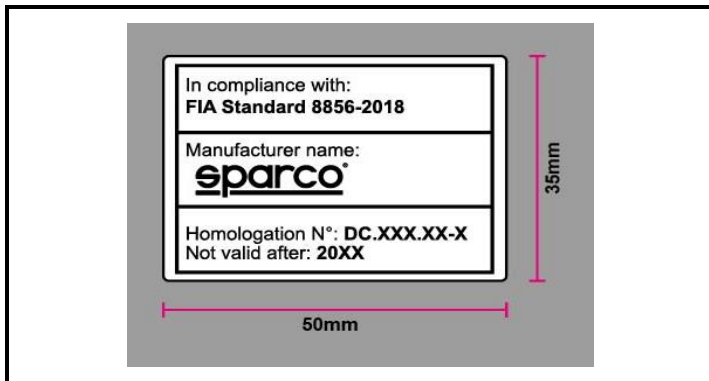 In compliance with:
FIA Standard 8856-2018
Manufacturer name:
sparco
Homologation N°: DC.XXX.XX-X
Not valid after: 20XX
35mm
50mm